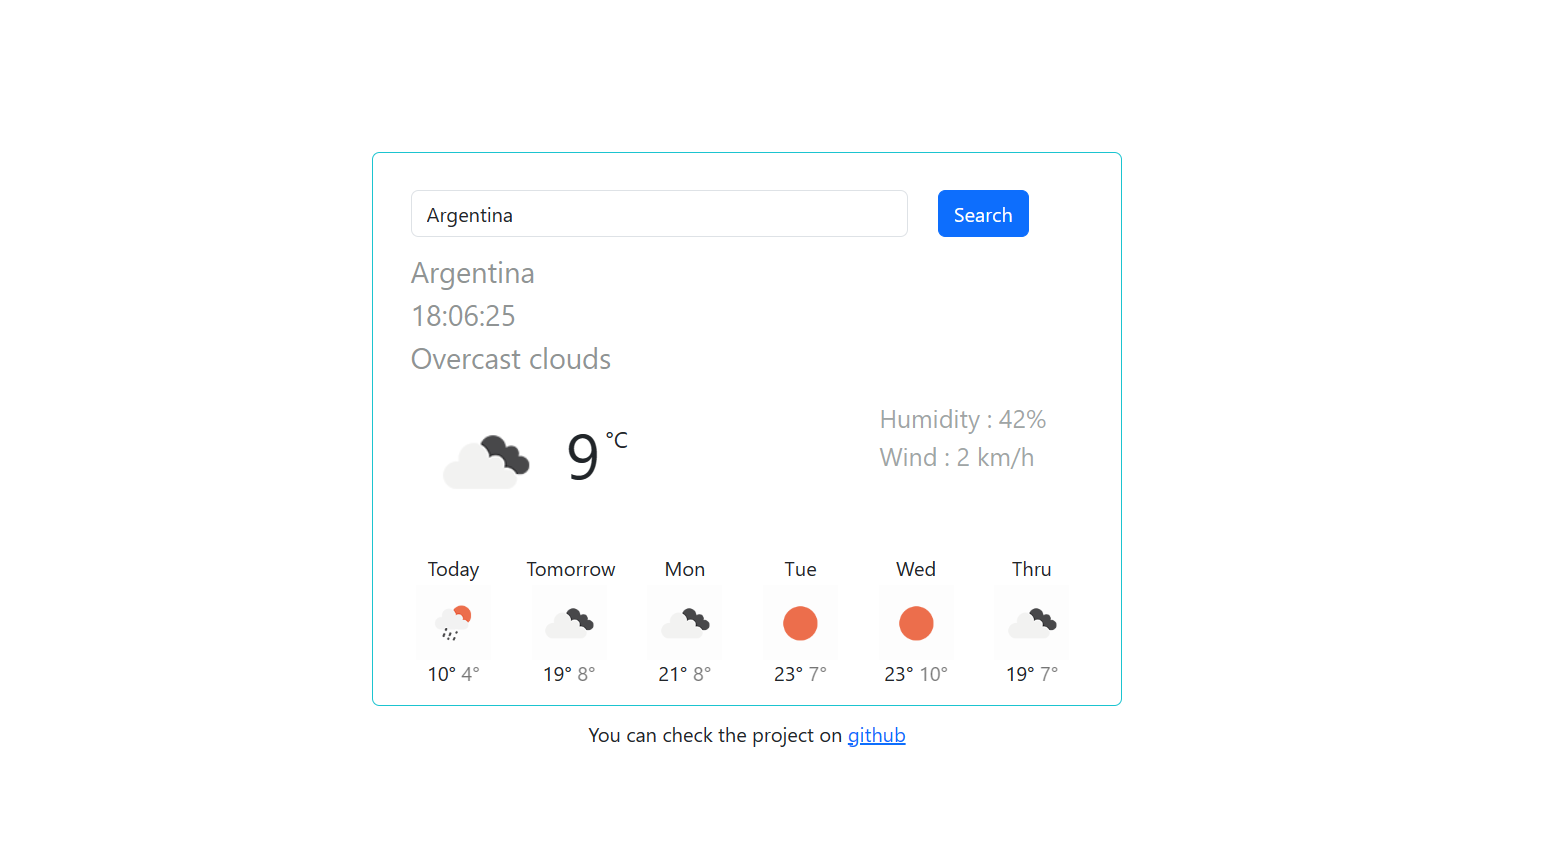 Argentina
Search
Argentina
18:06:25
Overcast clouds
9 °C
Humidity : 42%
Wind : 2 km/h
Today Tomorrow Mon Tue Wed Thru
10° 4° 19° 8° 21° 8° 23° 7° 23° 10° 19° 7°
You can check the project on github